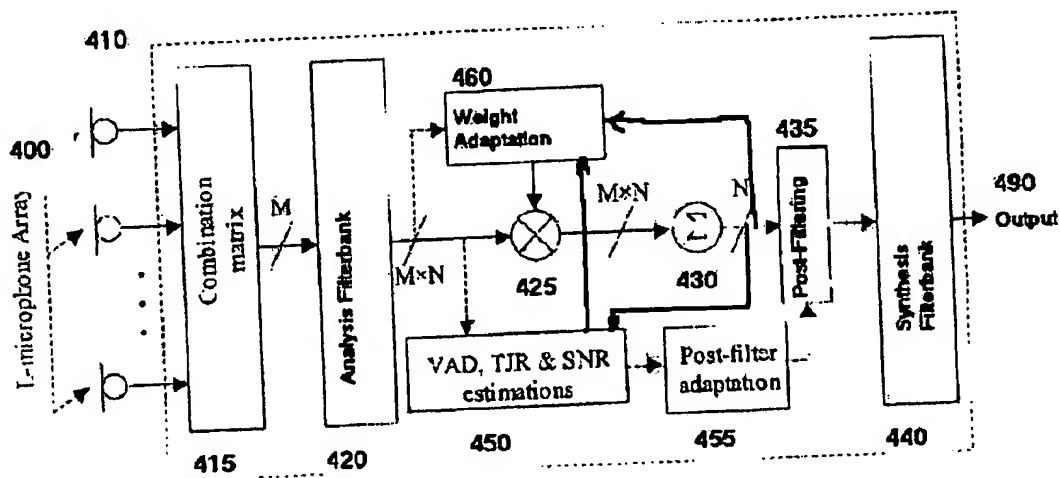 410
400
L-microphone Array
Combination
matrix
415
M
Analysis Filterbank
420
M×N
460
Weight
Adaptation
425
M×N
Σ
430
N
435
Post-Filtering
VAD, TJR & SNR
estimations
450
Post-filter
adaptation
455
Synthesis
Filterbank
440
490
Output